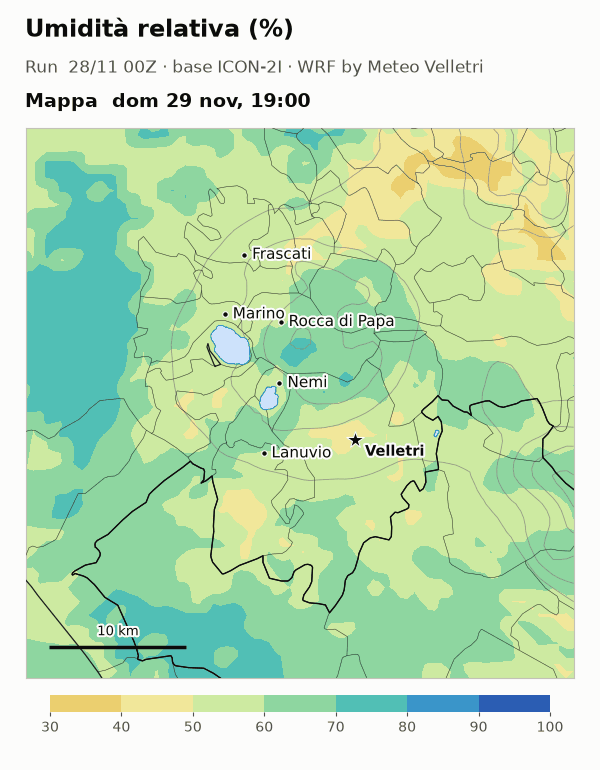 Umidità relativa (%)
Run  28/11 00Z · base ICON-2I · WRF by Meteo Velletri
Mappa  dom 29 nov, 19:00
Frascati
Marino
Rocca di Papa
Nemi
Velletri
Lanuvio
10 km
30 40 50 60 70 80 90 100